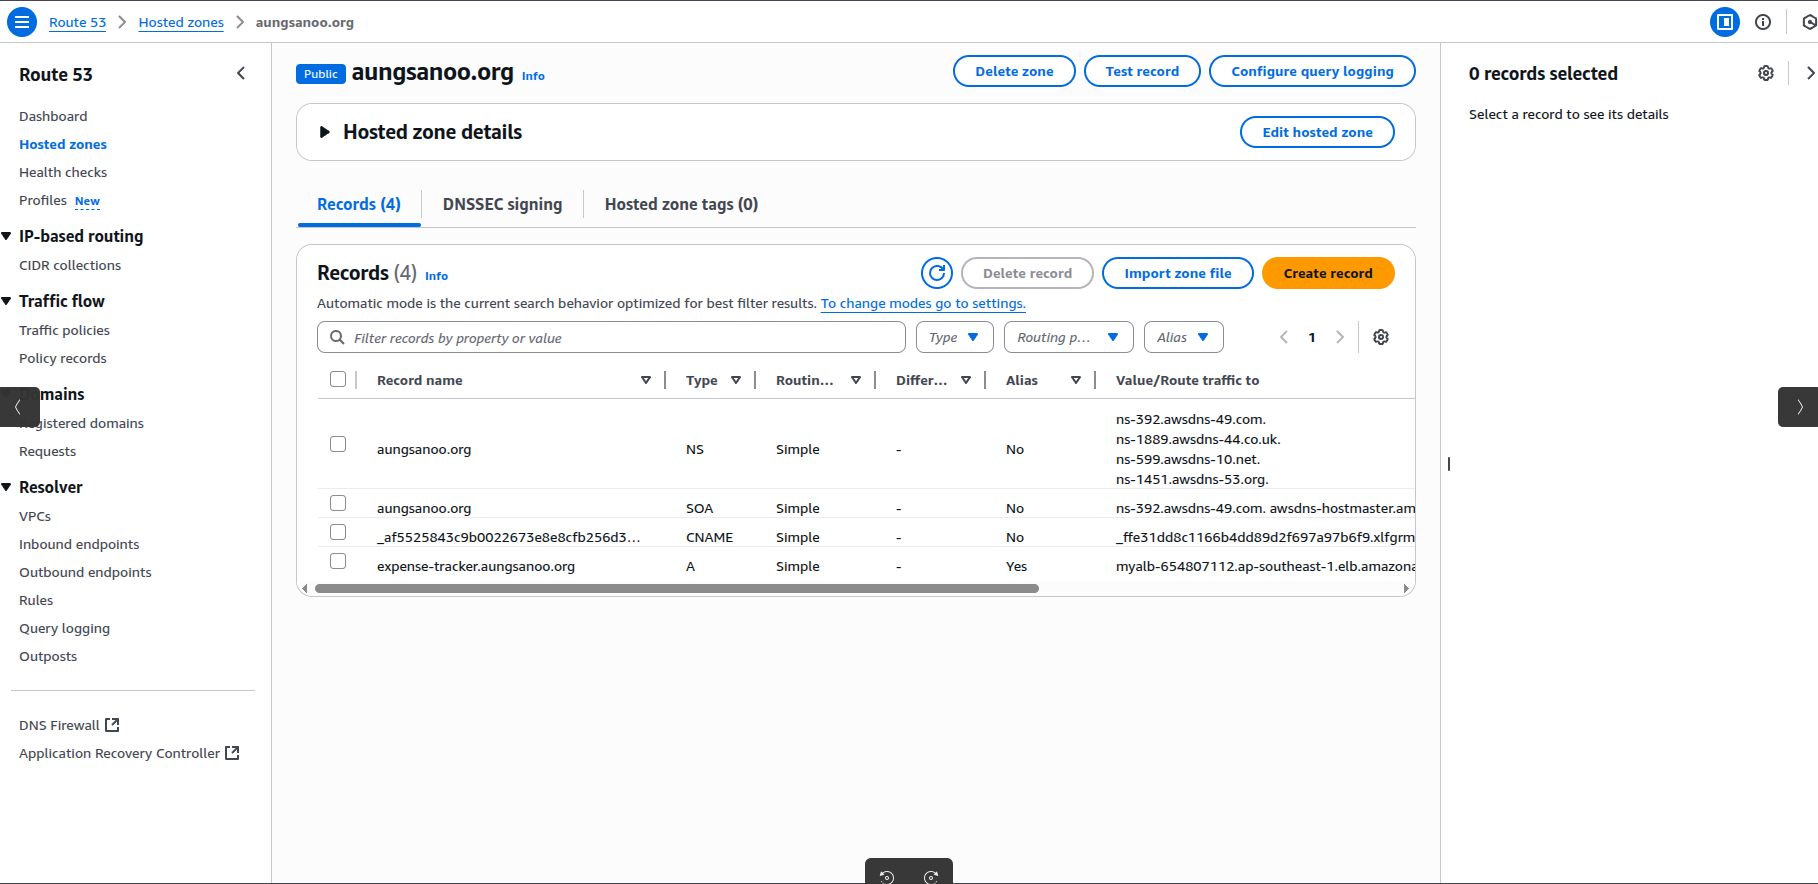 Route 53 > Hosted zones > aungsanoo.org
Route 53
Dashboard
Hosted zones
Health checks
Profiles New
IP-based routing
CIDR collections
Traffic flow
Traffic policies
Policy records
mains
gistered domains
Requests
Resolver
VPCs
Inbound endpoints
Outbound endpoints
Rules
Query logging
Outposts
DNS Firewall
Application Recovery Controller
Public aungsanoo.org Info
Delete zone Test record Configure query logging
Hosted zone details Edit hosted zone
Records (4) DNSSEC signing Hosted zone tags (0)
Records (4) Info Delete record Import zone file Create record
Automatic mode is the current search behavior optimized for best filter results. To change modes go to settings.
Filter records by property or value Type Routing p... Alias 1
Record name Type Routin... Differ... Alias Value/Route traffic to
ns-392.awsdns-49.com.
ns-1889.awsdns-44.co.uk.
aungsanoo.org NS Simple - No
ns-599.awsdns-10.net.
ns-1451.awsdns-53.org.
aungsanoo.org SOA Simple - No ns-392.awsdns-49.com. awsdns-hostmaster.am
_af5525843c9b0022673e8e8cfb256d3... CNAME Simple - No _ffe31dd8c1166b4dd89d2f697a97b6f9.xlfgrm
expense-tracker.aungsanoo.org A Simple - Yes myalb-654807112.ap-southeast-1.elb.amazona
0 records selected
Select a record to see its details